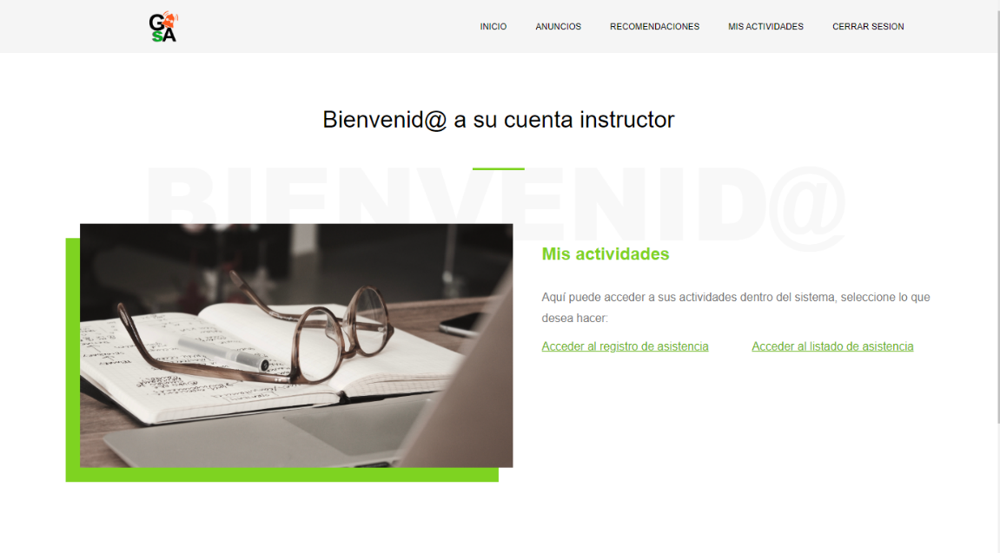 GsA
INICIO
ANUNCIOS
RECOMENDACIONES
MIS ACTIVIDADES
CERRAR SESION
Bienvenid@ a su cuenta instructor
BIENVENID@
Mis actividades
Aquí puede acceder a sus actividades dentro del sistema, seleccione lo que
desea hacer:
Acceder al registro de asistencia
Acceder al listado de asistencia